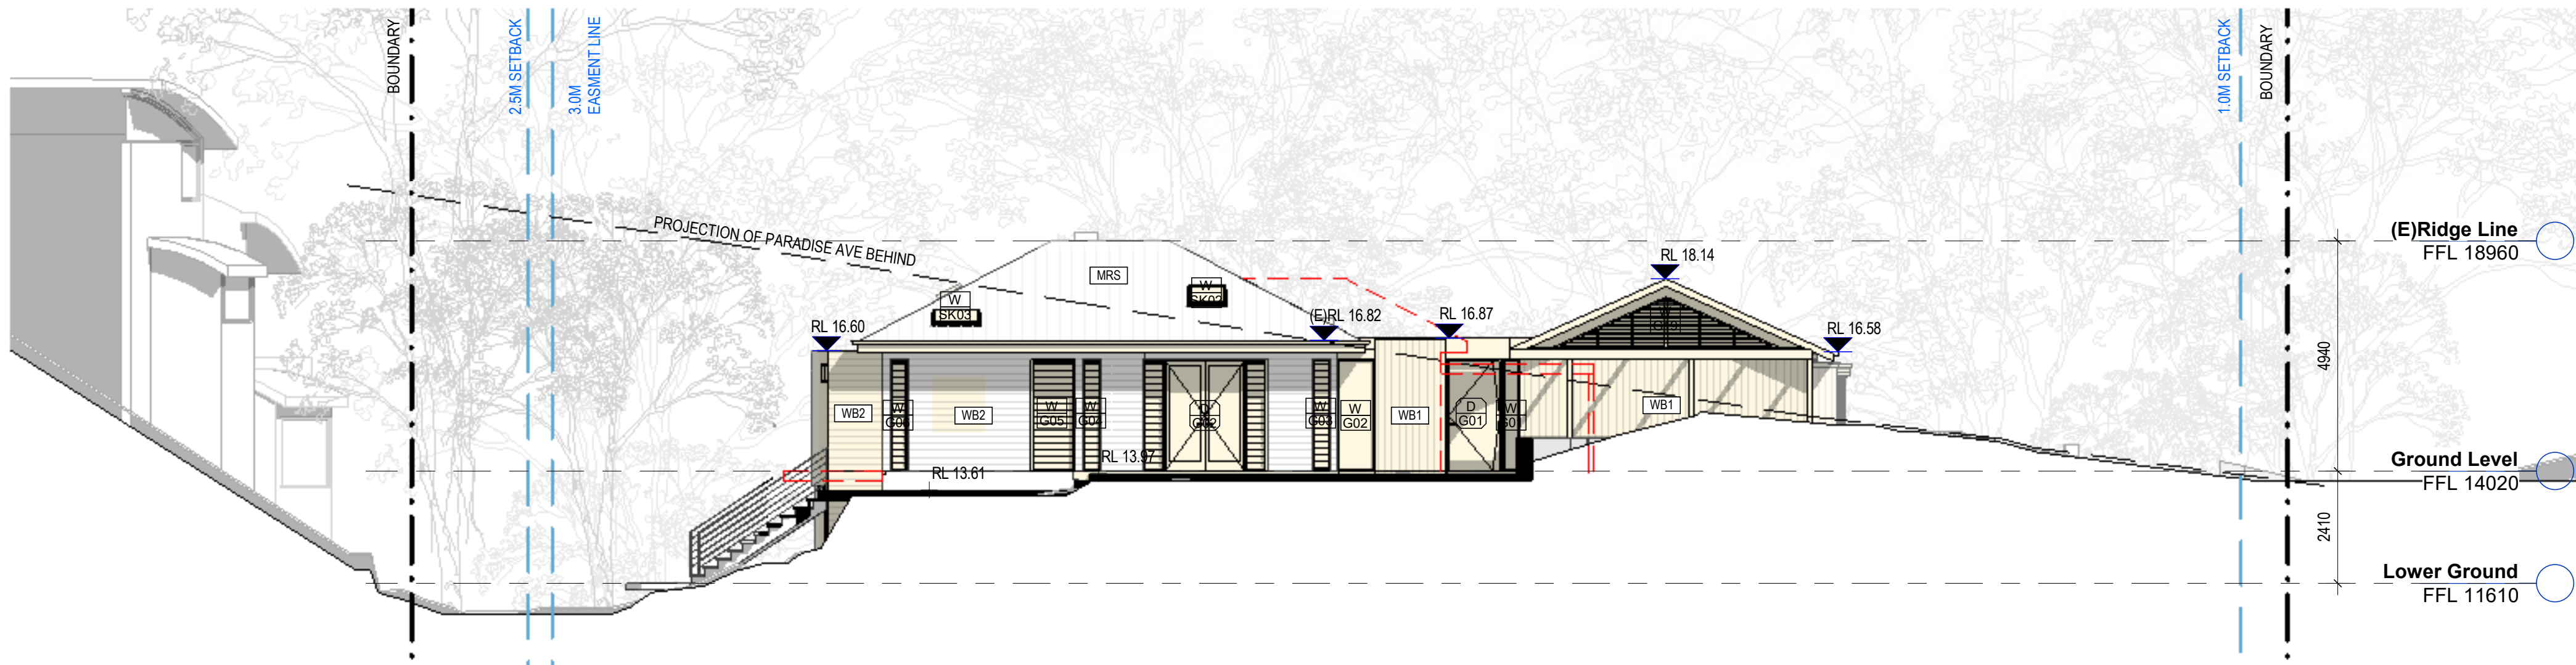 BOUNDARY
2.5M SETBACK
3.0M
EASMENT LINE
1.0M SETBACK
BOUNDARY
PROJECTION OF PARADISE AVE BEHIND
(E)Ridge Line
FFL 18960
RL 18.14
MRS
W
W
SK03
RL 16.60
(E)RL 16.82
RL 16.87
RL 16.58
4940
WB2
W
WB2
W
G05
W
G04
G02
W
G03
W
G02
WB1
D
G01
W
G01
WB1
RL 13.97
RL 13.61
Ground Level
FFL 14020
2410
Lower Ground
FFL 11610